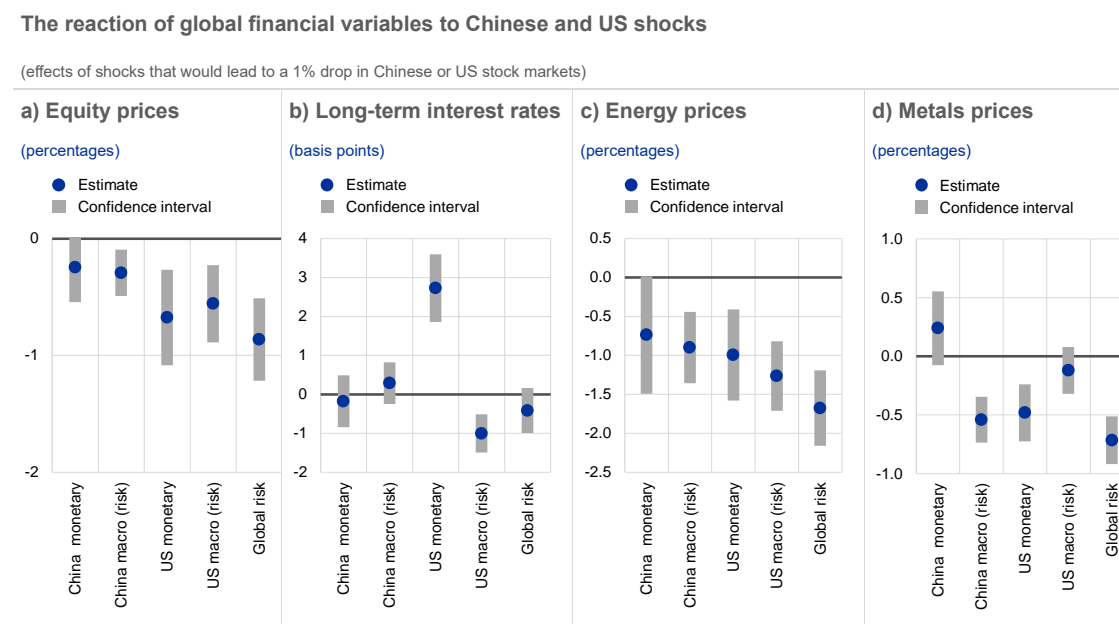 The reaction of global financial variables to Chinese and US shocks
(effects of shocks that would lead to a 1% drop in Chinese or US stock markets)
a) Equity prices
(percentages)
Estimate
Confidence interval
0
-1
-2
China monetary
China macro (risk)
US monetary
US macro (risk)
Global risk
b) Long-term interest rates
(basis points)
Estimate
Confidence interval
4
3
2
1
0
-1
-2
China monetary
China macro (risk)
US monetary
US macro (risk)
Global risk
c) Energy prices
(percentages)
Estimate
Confidence interval
0.5
0.0
-0.5
-1.0
-1.5
-2.0
-2.5
China monetary
China macro (risk)
US monetary
US macro (risk)
Global risk
d) Metals prices
(percentages)
Estimate
Confidence interval
1.0
0.5
0.0
-0.5
-1.0
China monetary
China macro (risk)
US monetary
US macro (risk)
Global risk